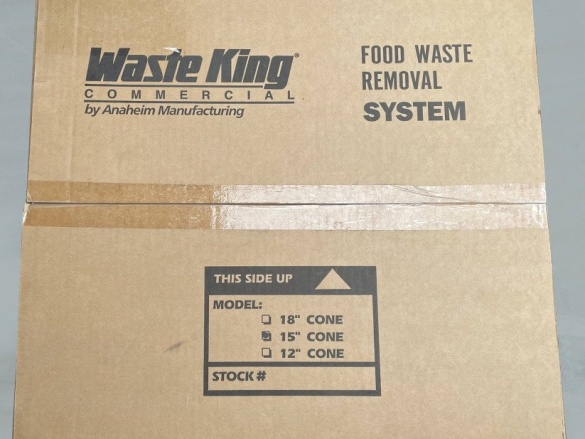 Waste King®
COMMERCIAL
by Anaheim Manufacturing
FOOD WASTE
REMOVAL
SYSTEM
THIS SIDE UP
MODEL:
18" CONE
15" CONE
12" CONE
STOCK #